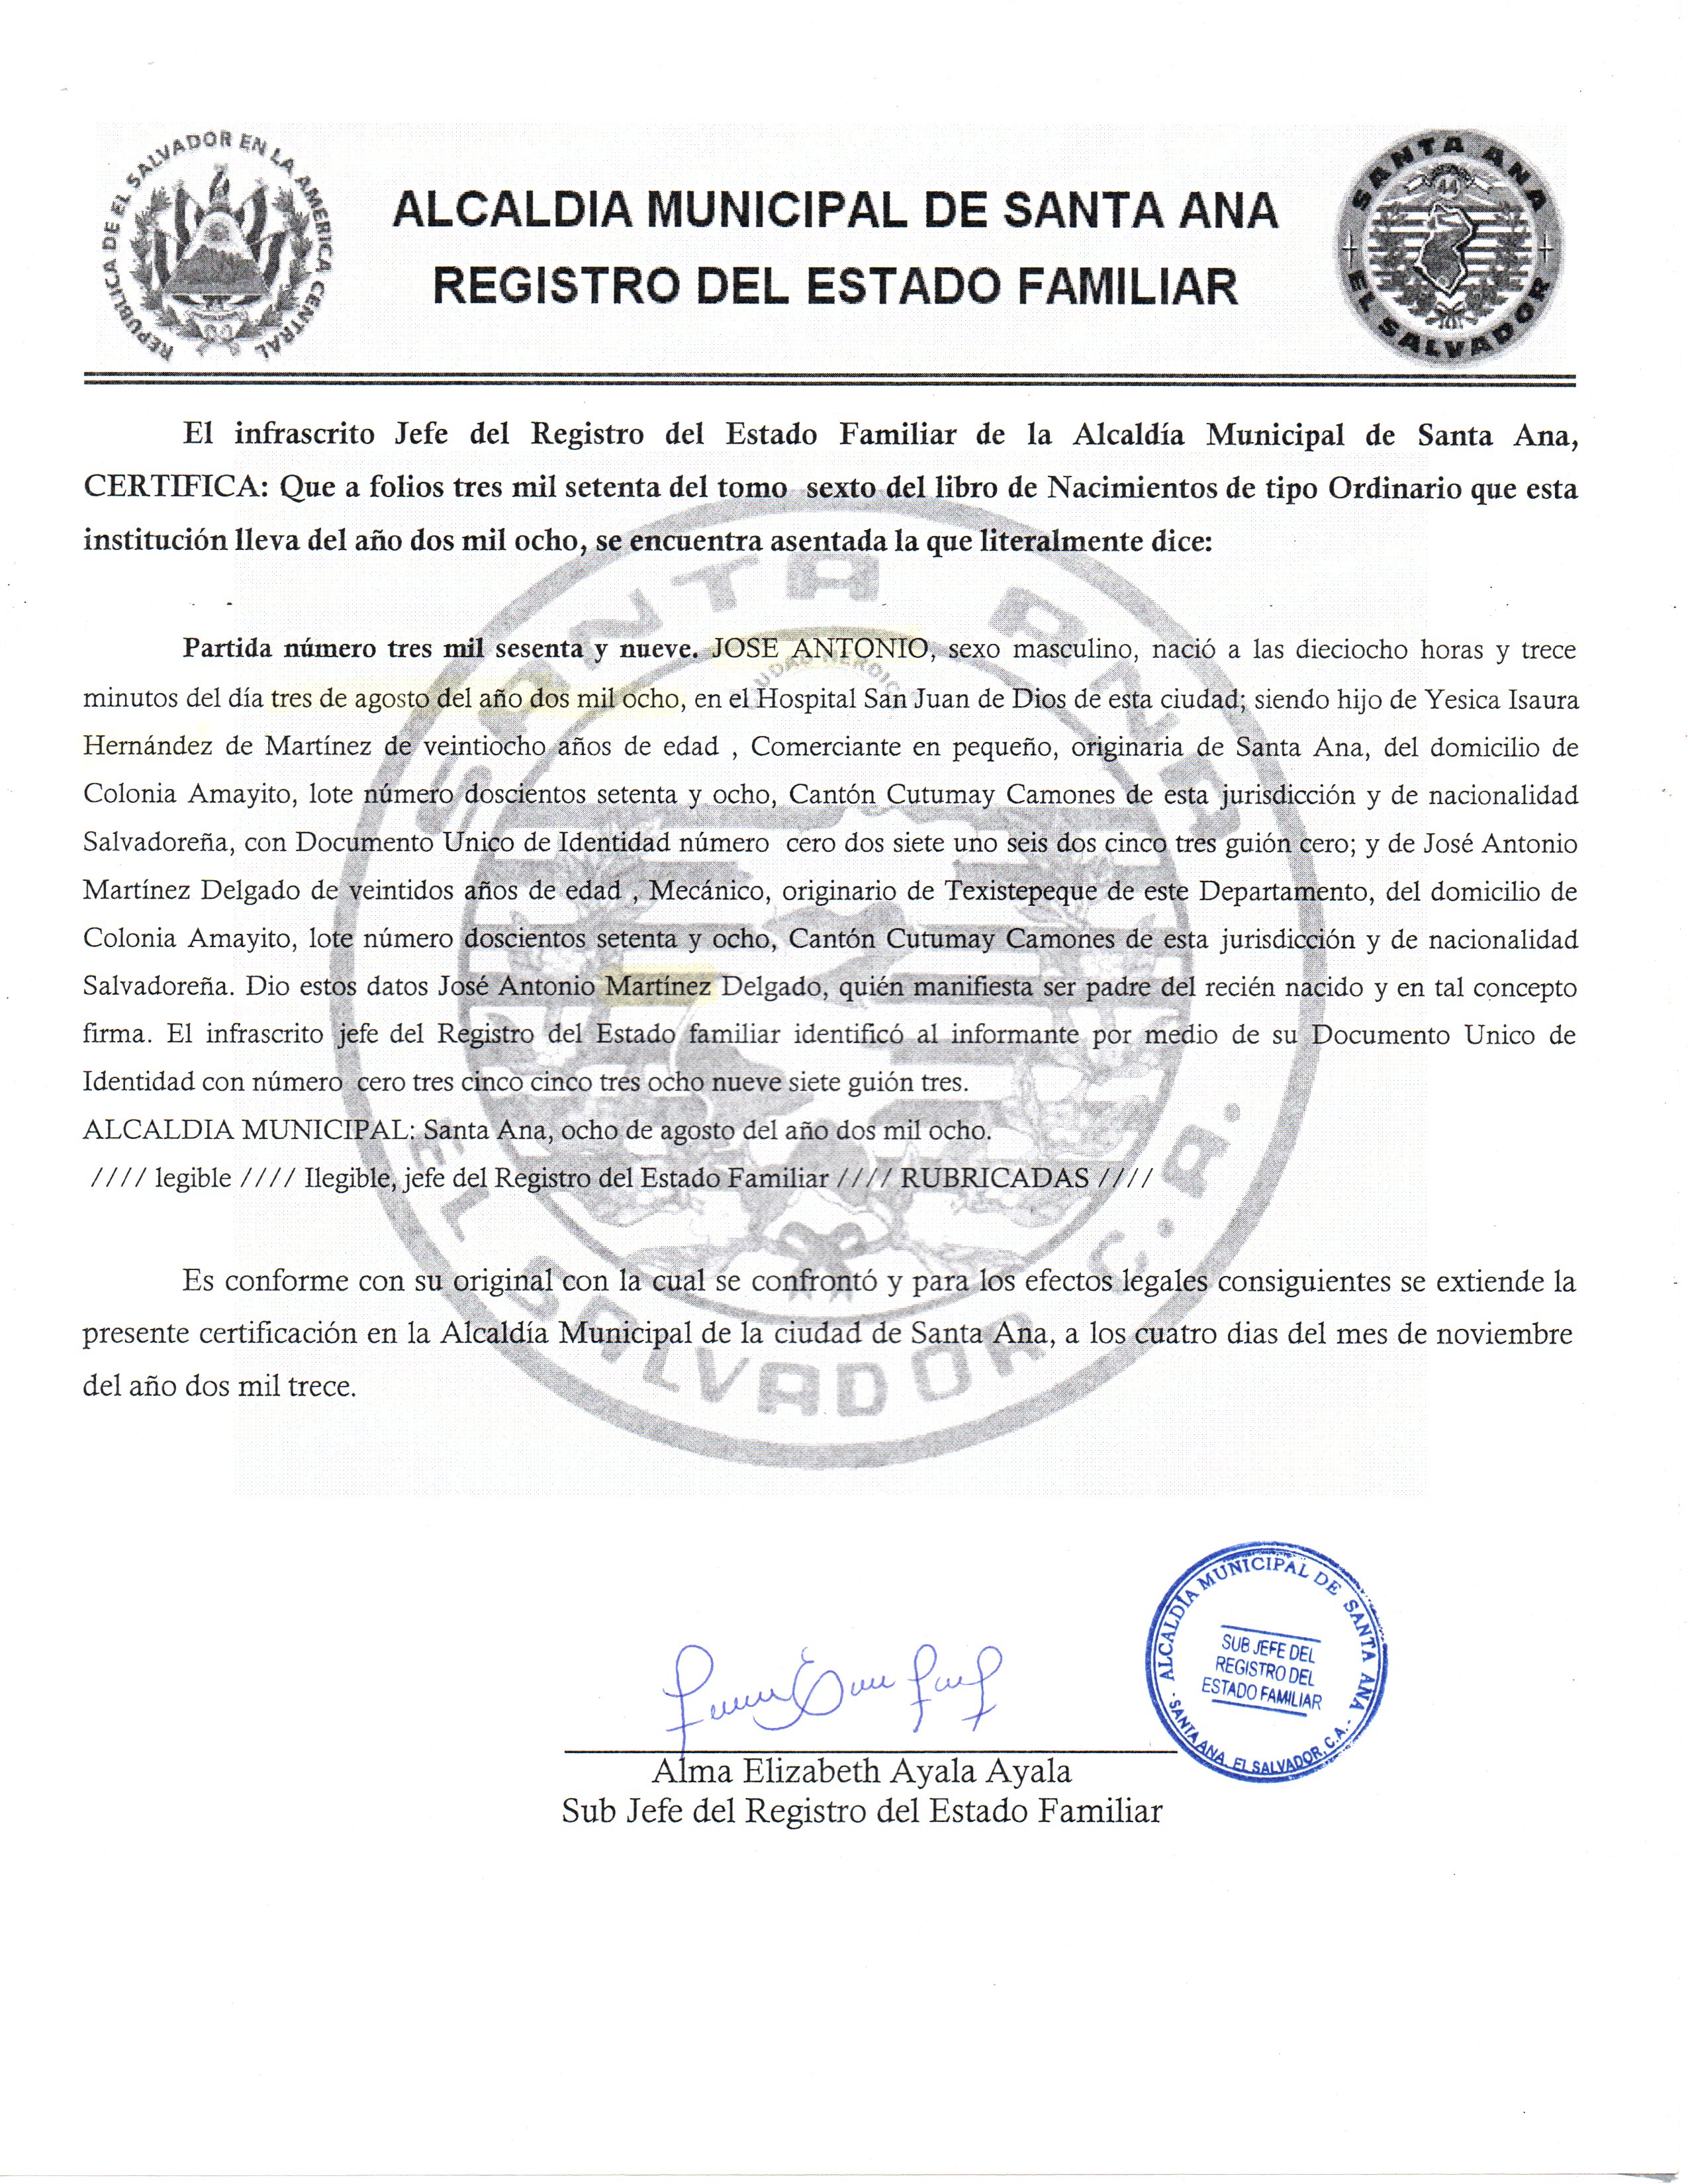 REPUBLICA DE EL SALVADOR EN LA AMERICA CENTRAL
ALCALDIA MUNICIPAL DE SANTA ANA
REGISTRO DEL ESTADO FAMILIAR
SANTA ANA
44
EL SALVADOR
El infrascrito Jefe del Registro del Estado Familiar de la Alcaldía Municipal de Santa Ana,
CERTIFICA: Que a folios tres mil setenta del tomo sexto del libro de Nacimientos de tipo Ordinario que esta
institución lleva del año dos mil ocho, se encuentra asentada la que literalmente dice:
Partida número tres mil sesenta y nueve. JOSE ANTONIO, sexo masculino, nació a las dieciocho horas y trece
minutos del día tres de agosto del año dos mil ocho, en el Hospital San Juan de Dios de esta ciudad; siendo hijo de Yesica Isaura
Hernández de Martínez de veintiocho años de edad , Comerciante en pequeño, originaria de Santa Ana, del domicilio de
Colonia Amayito, lote número doscientos setenta y ocho, Cantón Cutumay Camones de esta jurisdicción y de nacionalidad
Salvadoreña, con Documento Unico de Identidad número cero dos siete uno seis dos cinco tres guión cero; y de José Antonio
Martínez Delgado de veintidos años de edad , Mecánico, originario de Texistepeque de este Departamento, del domicilio de
Colonia Amayito, lote número doscientos setenta y ocho, Cantón Cutumay Camones de esta jurisdicción y de nacionalidad
Salvadoreña. Dio estos datos José Antonio Martínez Delgado, quién manifiesta ser padre del recién nacido y en tal concepto
firma. El infrascrito jefe del Registro del Estado familiar identificó al informante por medio de su Documento Unico de
Identidad con número cero tres cinco cinco tres ocho nueve siete guión tres.
ALCALDIA MUNICIPAL: Santa Ana, ocho de agosto del año dos mil ocho.
//// legible //// Ilegible, jefe del Registro del Estado Familiar //// RUBRICADAS ////
Es conforme con su original con la cual se confrontó y para los efectos legales consiguientes se extiende la
presente certificación en la Alcaldía Municipal de la ciudad de Santa Ana, a los cuatro dias del mes de noviembre
del año dos mil trece.
SANTA ANA
CIUDAD HEROICA
EL SALVADOR C.A.
ALCALDÍA MUNICIPAL DE SANTA ANA
SUB JEFE DEL
REGISTRO DEL
ESTADO FAMILIAR
- SANTA ANA, EL SALVADOR, C.A. -
Alma Elizabeth Ayala Ayala
Sub Jefe del Registro del Estado Familiar